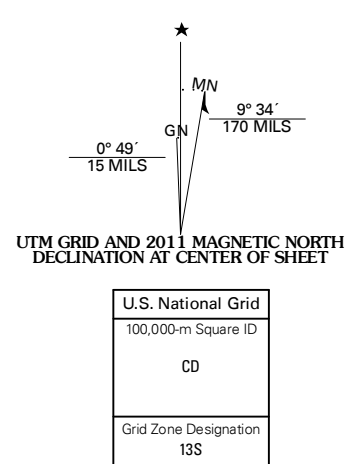 MN
GN
9° 34´
170 MILS
0° 49´
15 MILS
UTM GRID AND 2011 MAGNETIC NORTH
DECLINATION AT CENTER OF SHEET
U.S. National Grid
100,000-m Square ID
CD
Grid Zone Designation
13S